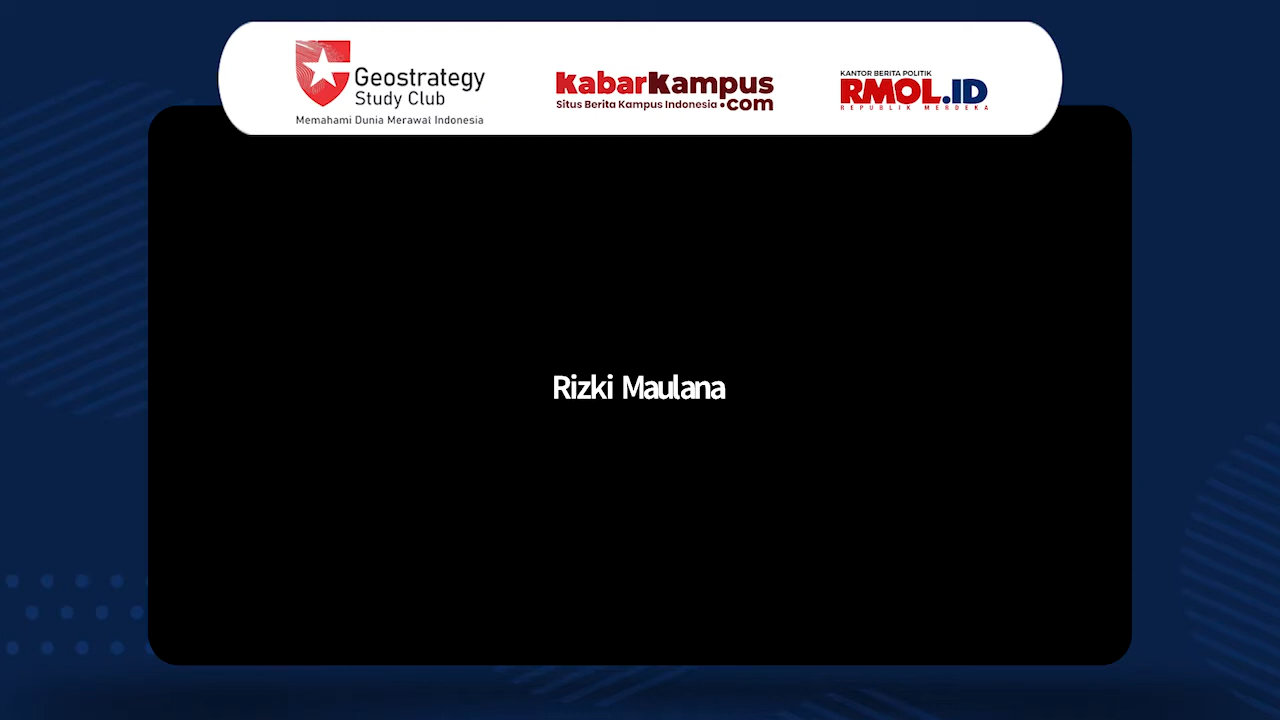 Geostrategy
Study Club
Memahami Dunia Merawat Indonesia
KabarKampus
Situs Berita Kampus Indonesia .com
KANTOR BERITA POLITIK
RMOL.ID
REPUBLIK MERDEKA
Rizki Maulana